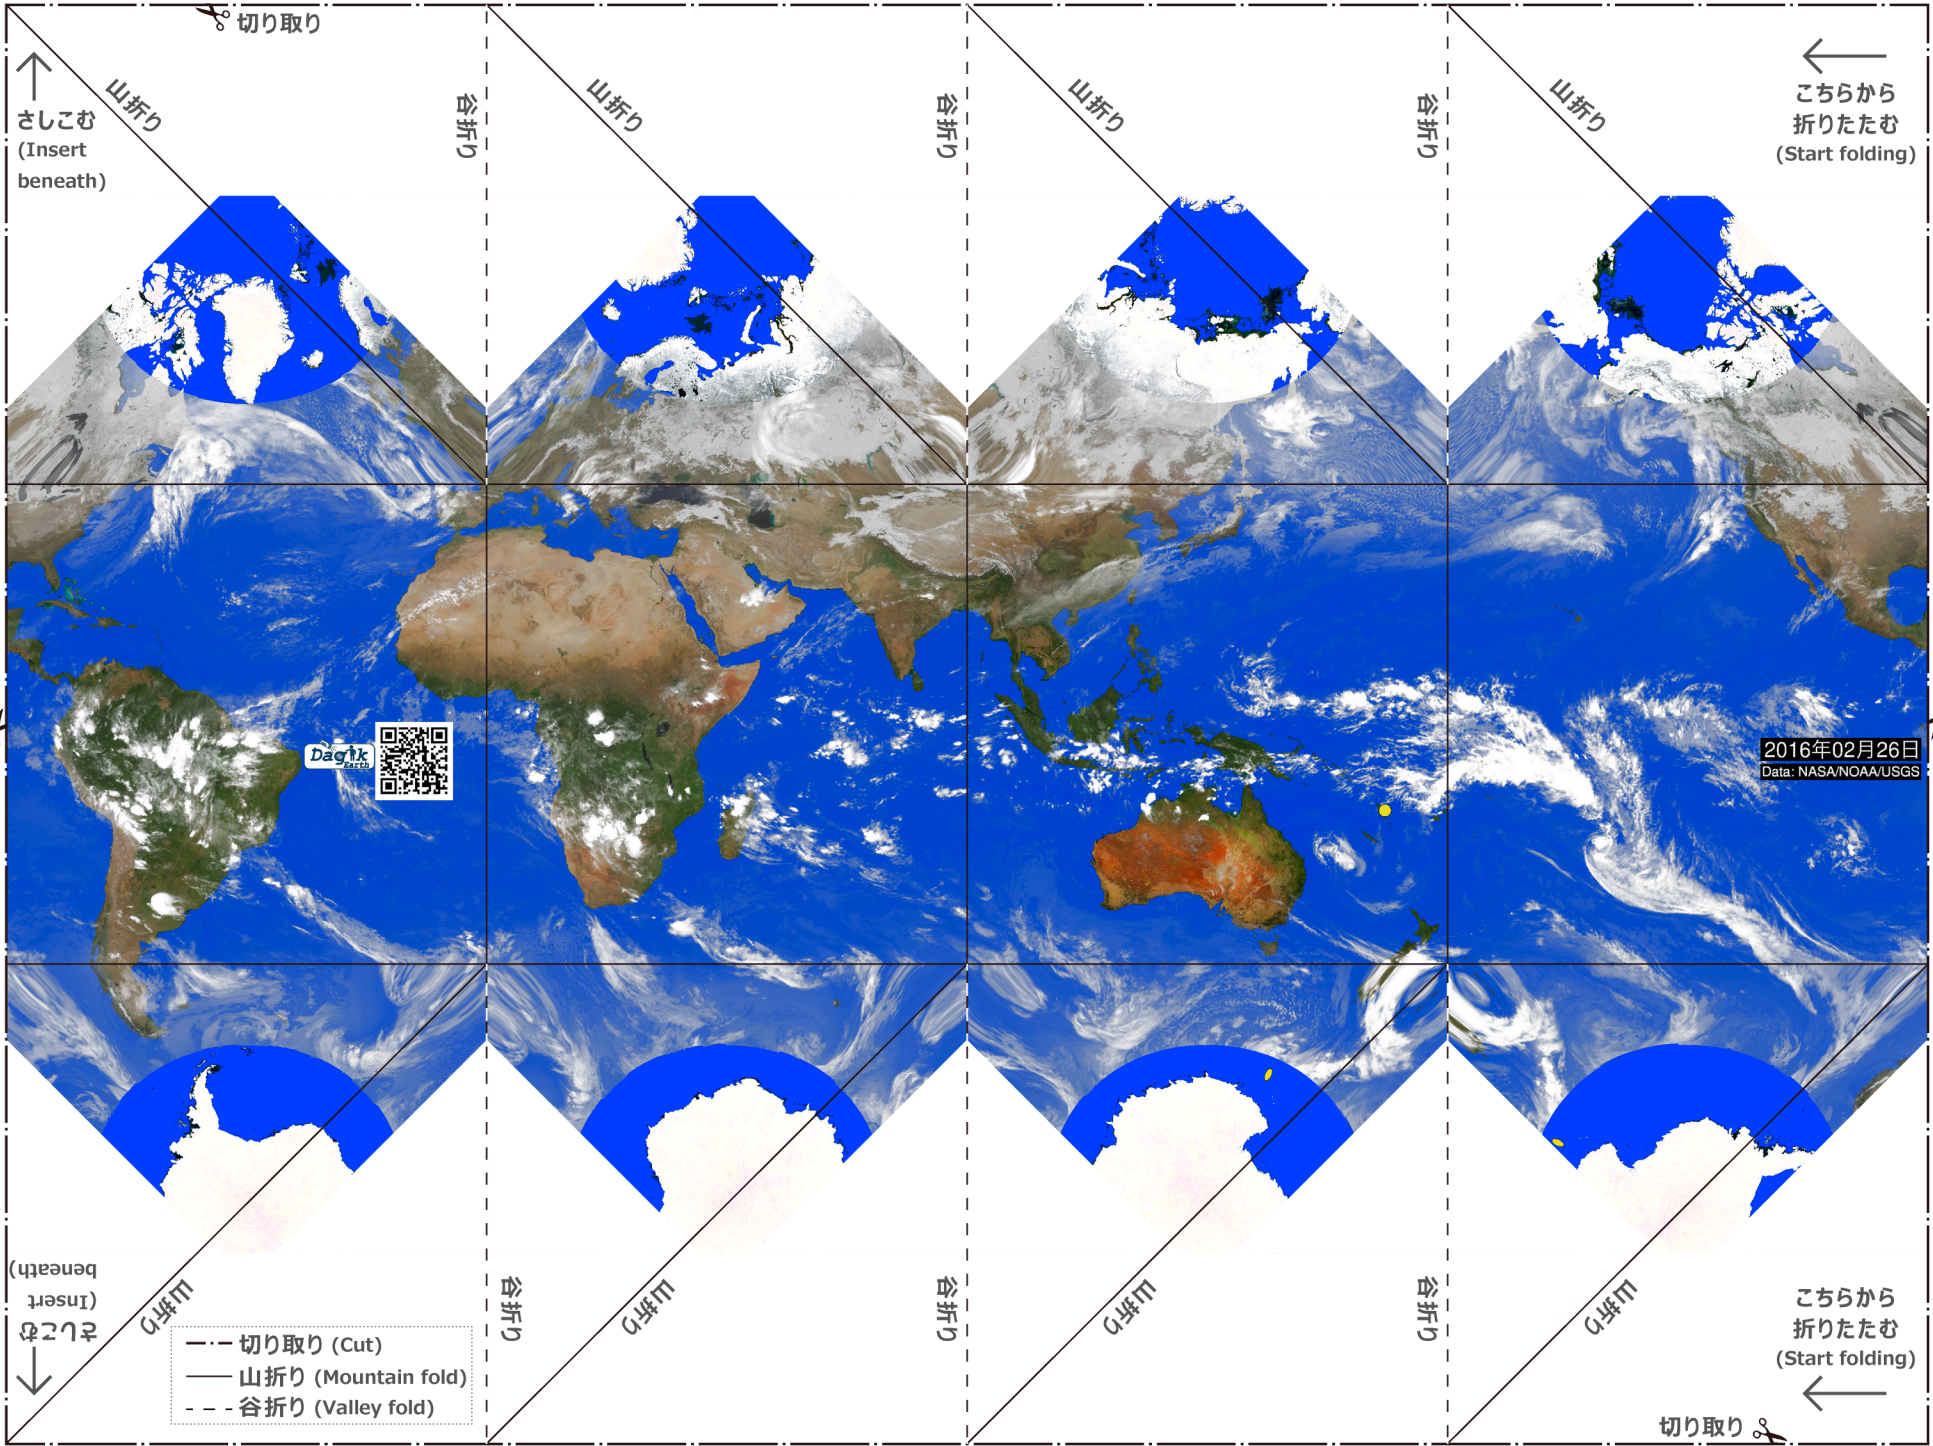 切り取り
山折り
谷折り
山折り
谷折り
山折り
谷折り
山折り
さしこむ
(Insert
beneath)
こちらから
折りたたむ
(Start folding)
Dagik
Earth
2016年02月26日
Data: NASA/NOAA/USGS
さしこむ
(Insert
beneath)
山折り
谷折り
山折り
谷折り
山折り
谷折り
山折り
こちらから
折りたたむ
(Start folding)
切り取り (Cut)
山折り (Mountain fold)
谷折り (Valley fold)
切り取り